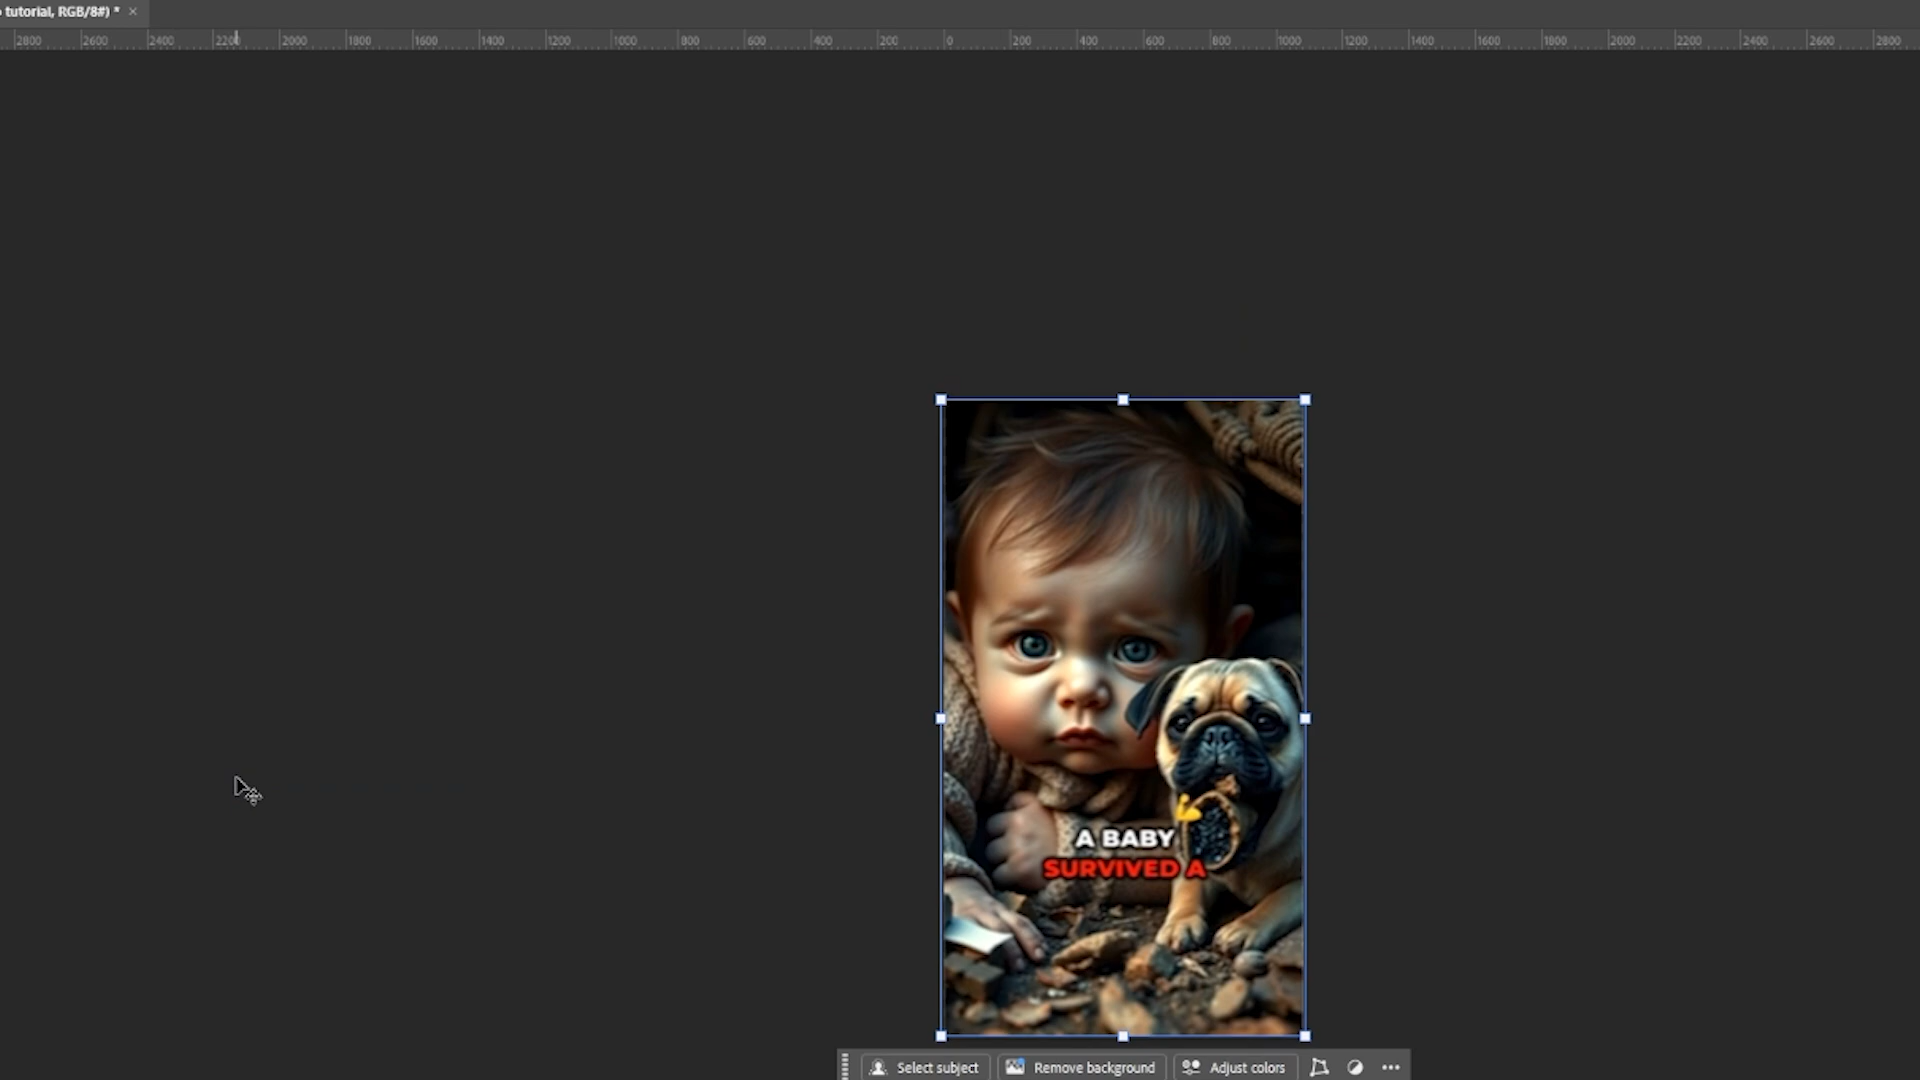 tutorial, RGB/8#) * ×
2800 2600 2400 2200 2000 1800 1600 1400 1200 1000 800 600 400 200 0 200 400 600 800 1000 1200 1400 1600 1800 2000 2200 2400 2600 2800
A BABY
SURVIVED A
Select subject Remove background Adjust colors